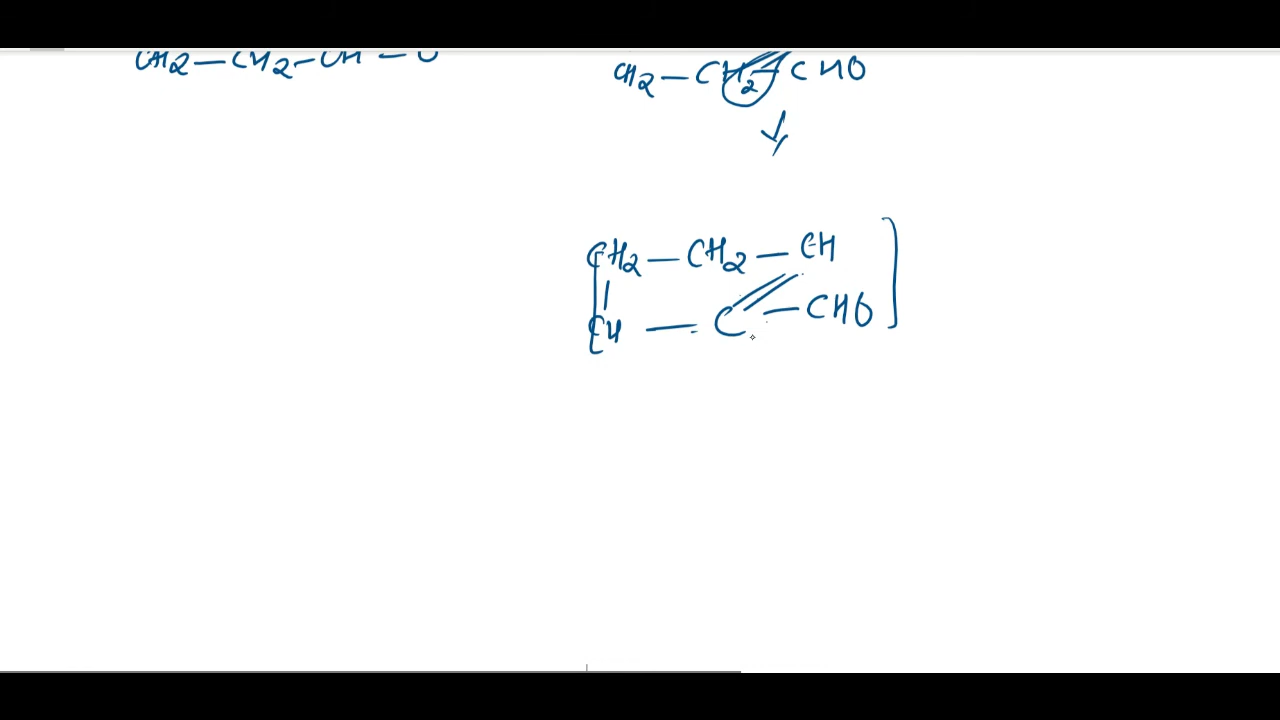 CH2 — CH2 — CH — O CH2 — CH2 — CHO
CH2 — CH2 — CH
CH — C — CHO